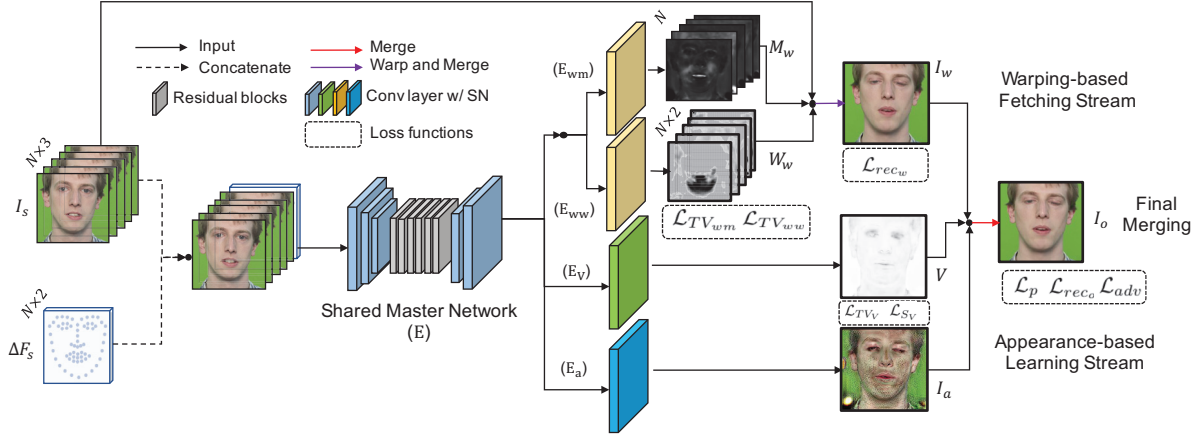 Input
Concatenate
Merge
Warp and Merge
Residual blocks
Conv layer w/ SN
Loss functions
N×3
I_s
N×2
ΔF_s
Shared Master Network
(E)
(E_wm)
(E_ww)
(E_V)
(E_a)
N
M_w
N×2
W_w
ℒ_TV_wm ℒ_TV_ww
I_w
ℒ_rec_w
V
ℒ_TV_V ℒ_S_V
I_a
Warping-based
Fetching Stream
I_o
Final
Merging
ℒ_p ℒ_rec_o ℒ_adv
Appearance-based
Learning Stream